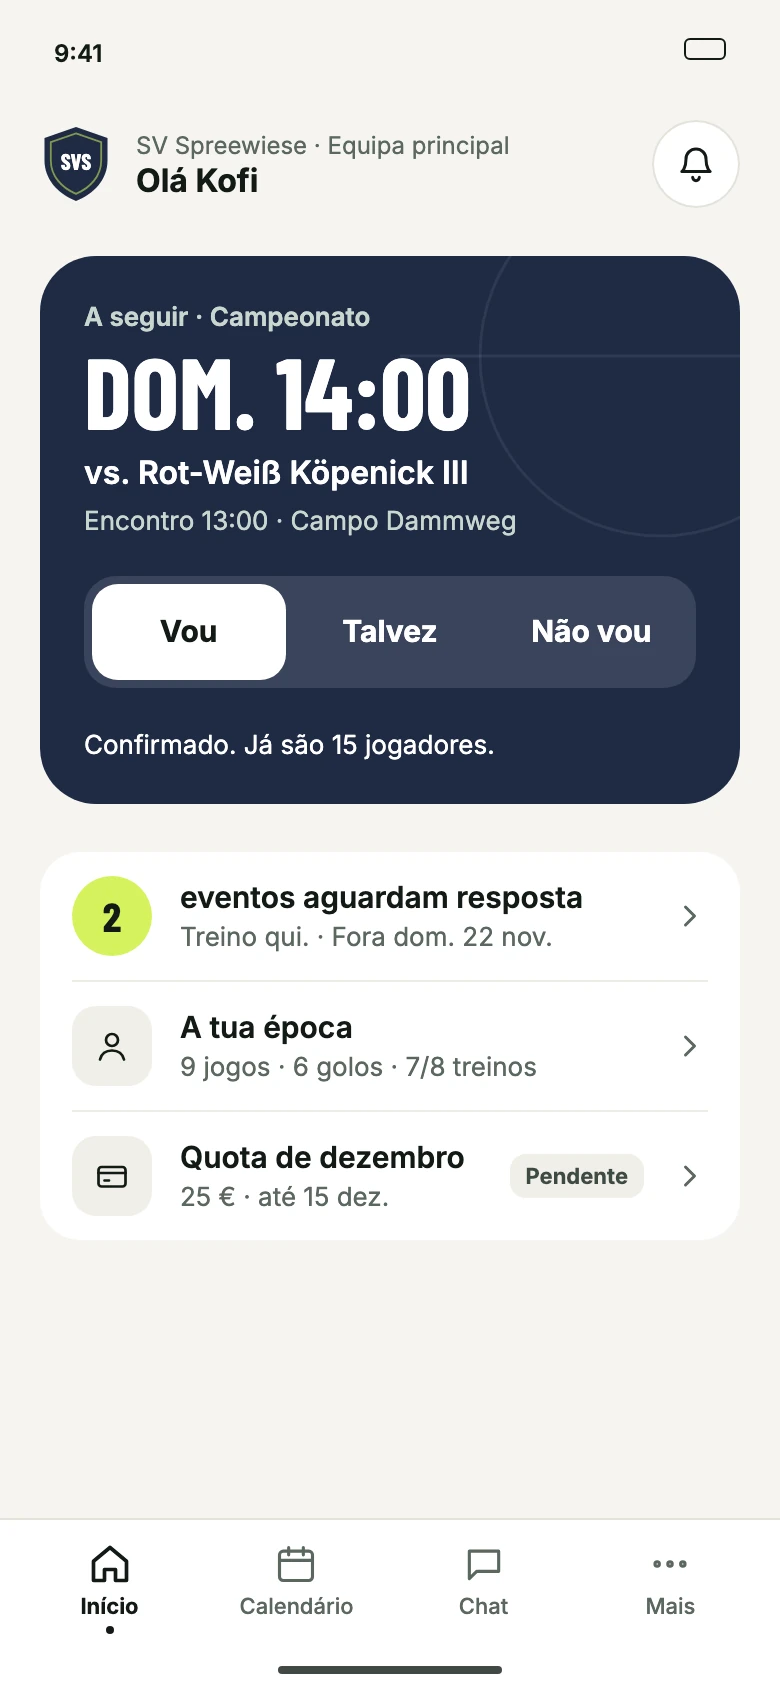 9:41
SVS
SV Spreewiese · Equipa principal
Olá Kofi
A seguir · Campeonato
DOM. 14:00
vs. Rot-Weiß Köpenick III
Encontro 13:00 · Campo Dammweg
Vou
Talvez
Não vou
Confirmado. Já são 15 jogadores.
2
eventos aguardam resposta
Treino qui. · Fora dom. 22 nov.
A tua época
9 jogos · 6 golos · 7/8 treinos
Quota de dezembro
25 € · até 15 dez.
Pendente
Início
Calendário
Chat
Mais